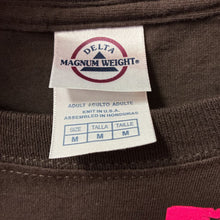 DELTA
MAGNUM WEIGHT®
ADULT ADULTO ADULTE
KNIT IN U.S.A.
ASSEMBLED IN HONDURAS
SIZE TALLA TAILLE
M M M